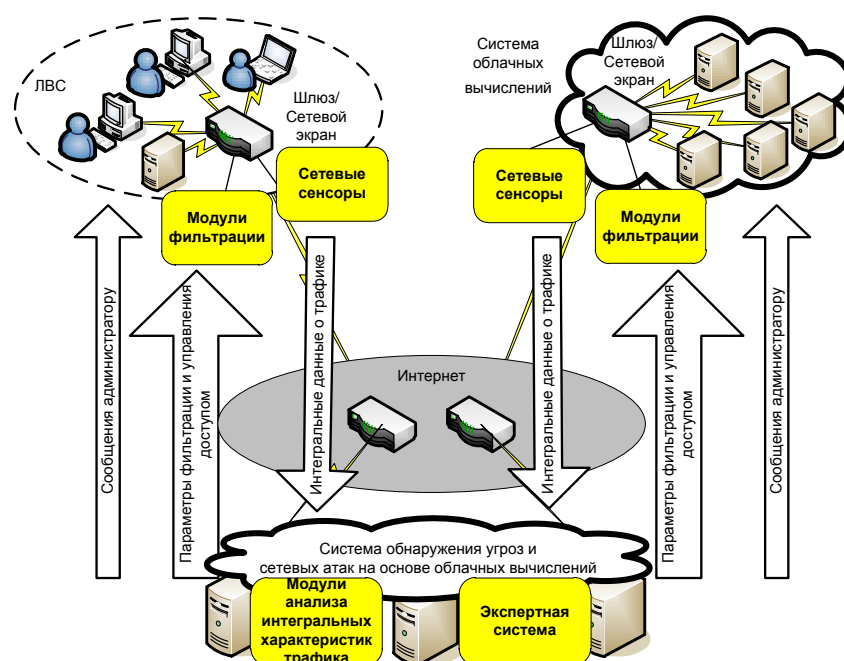 ЛВС
Шлюз/
Сетевой
экран
Система
облачных
вычислений
Шлюз/
Сетевой
экран
Сетевые
сенсоры
Модули
фильтрации
Сетевые
сенсоры
Модули
фильтрации
Сообщения администратору
Параметры фильтрации и управления
доступом
Интегральные данные о трафике
Интернет
Интегральные данные о трафике
Параметры фильтрации и управления
доступом
Сообщения администратору
Система обнаружения угроз и
сетевых атак на основе облачных вычислений
Модули
анализа
интегральных
характеристик
трафика
Экспертная
система